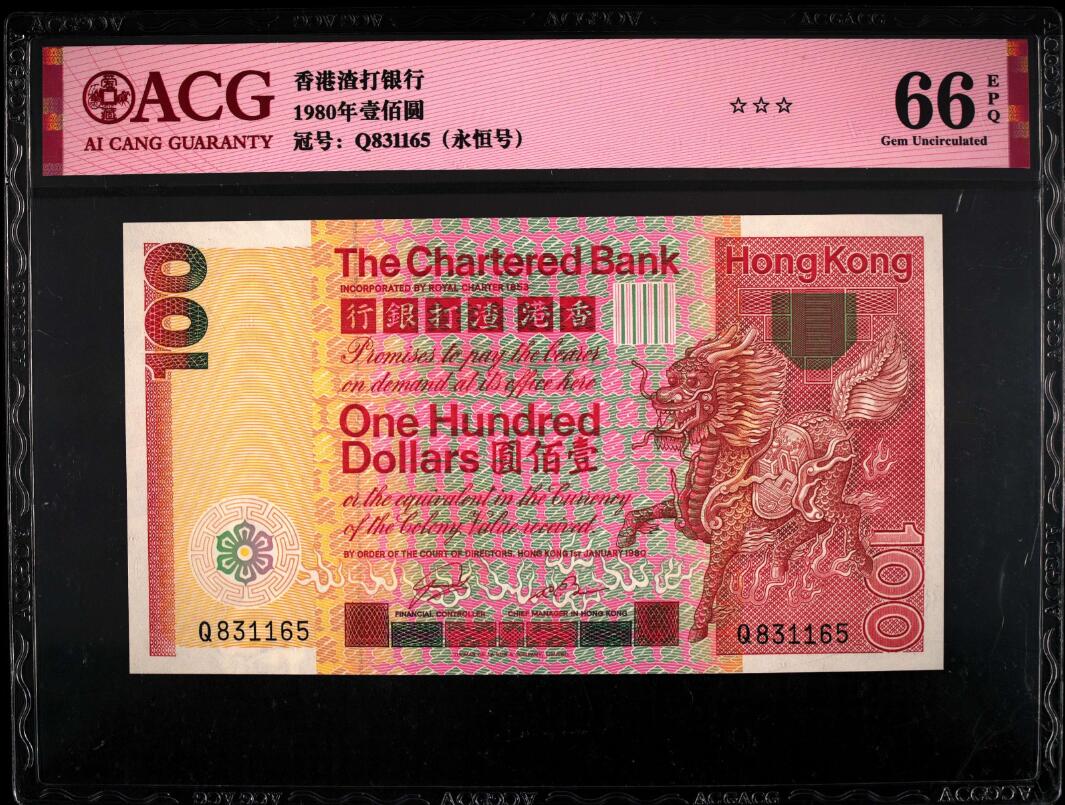 ACG
AI CANG GUARANTY
香港渣打银行
1980年壹佰圆
冠号：Q831165（永恒号）
☆☆☆
66
EPQ
Gem Uncirculated
100
The Chartered Bank
INCORPORATED BY ROYAL CHARTER 1853
行銀打渣港香
Promises to pay the bearer
on demand at its office here
One Hundred
Dollars 圓佰壹
or the equivalent in the Currency
of the Colony Value received
BY ORDER OF THE COURT OF DIRECTORS, HONG KONG 1ST JANUARY 1980
FINANCIAL CONTROLLER
CHIEF MANAGER IN HONG KONG
Hong Kong
100
Q831165
Q831165